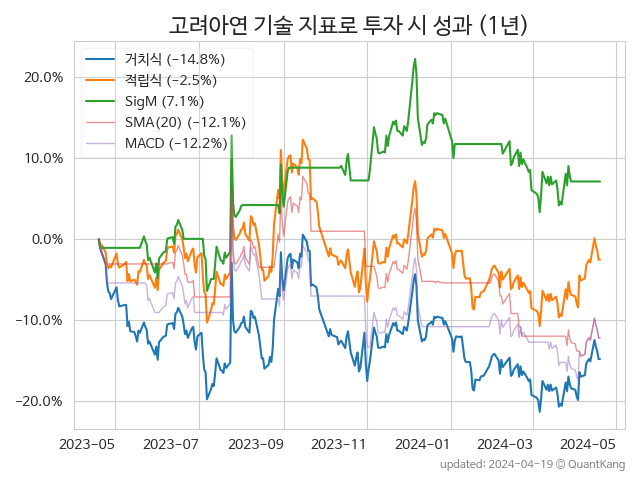 고려아연 기술 지표로 투자 시 성과 (1년)
거치식 (−14.8%)
적립식 (−2.5%)
SigM (7.1%)
SMA(20) (−12.1%)
MACD (−12.2%)
20.0%
10.0%
0.0%
−10.0%
−20.0%
2023-05 2023-07 2023-09 2023-11 2024-01 2024-03 2024-05
updated: 2024-04-19 © QuantKang